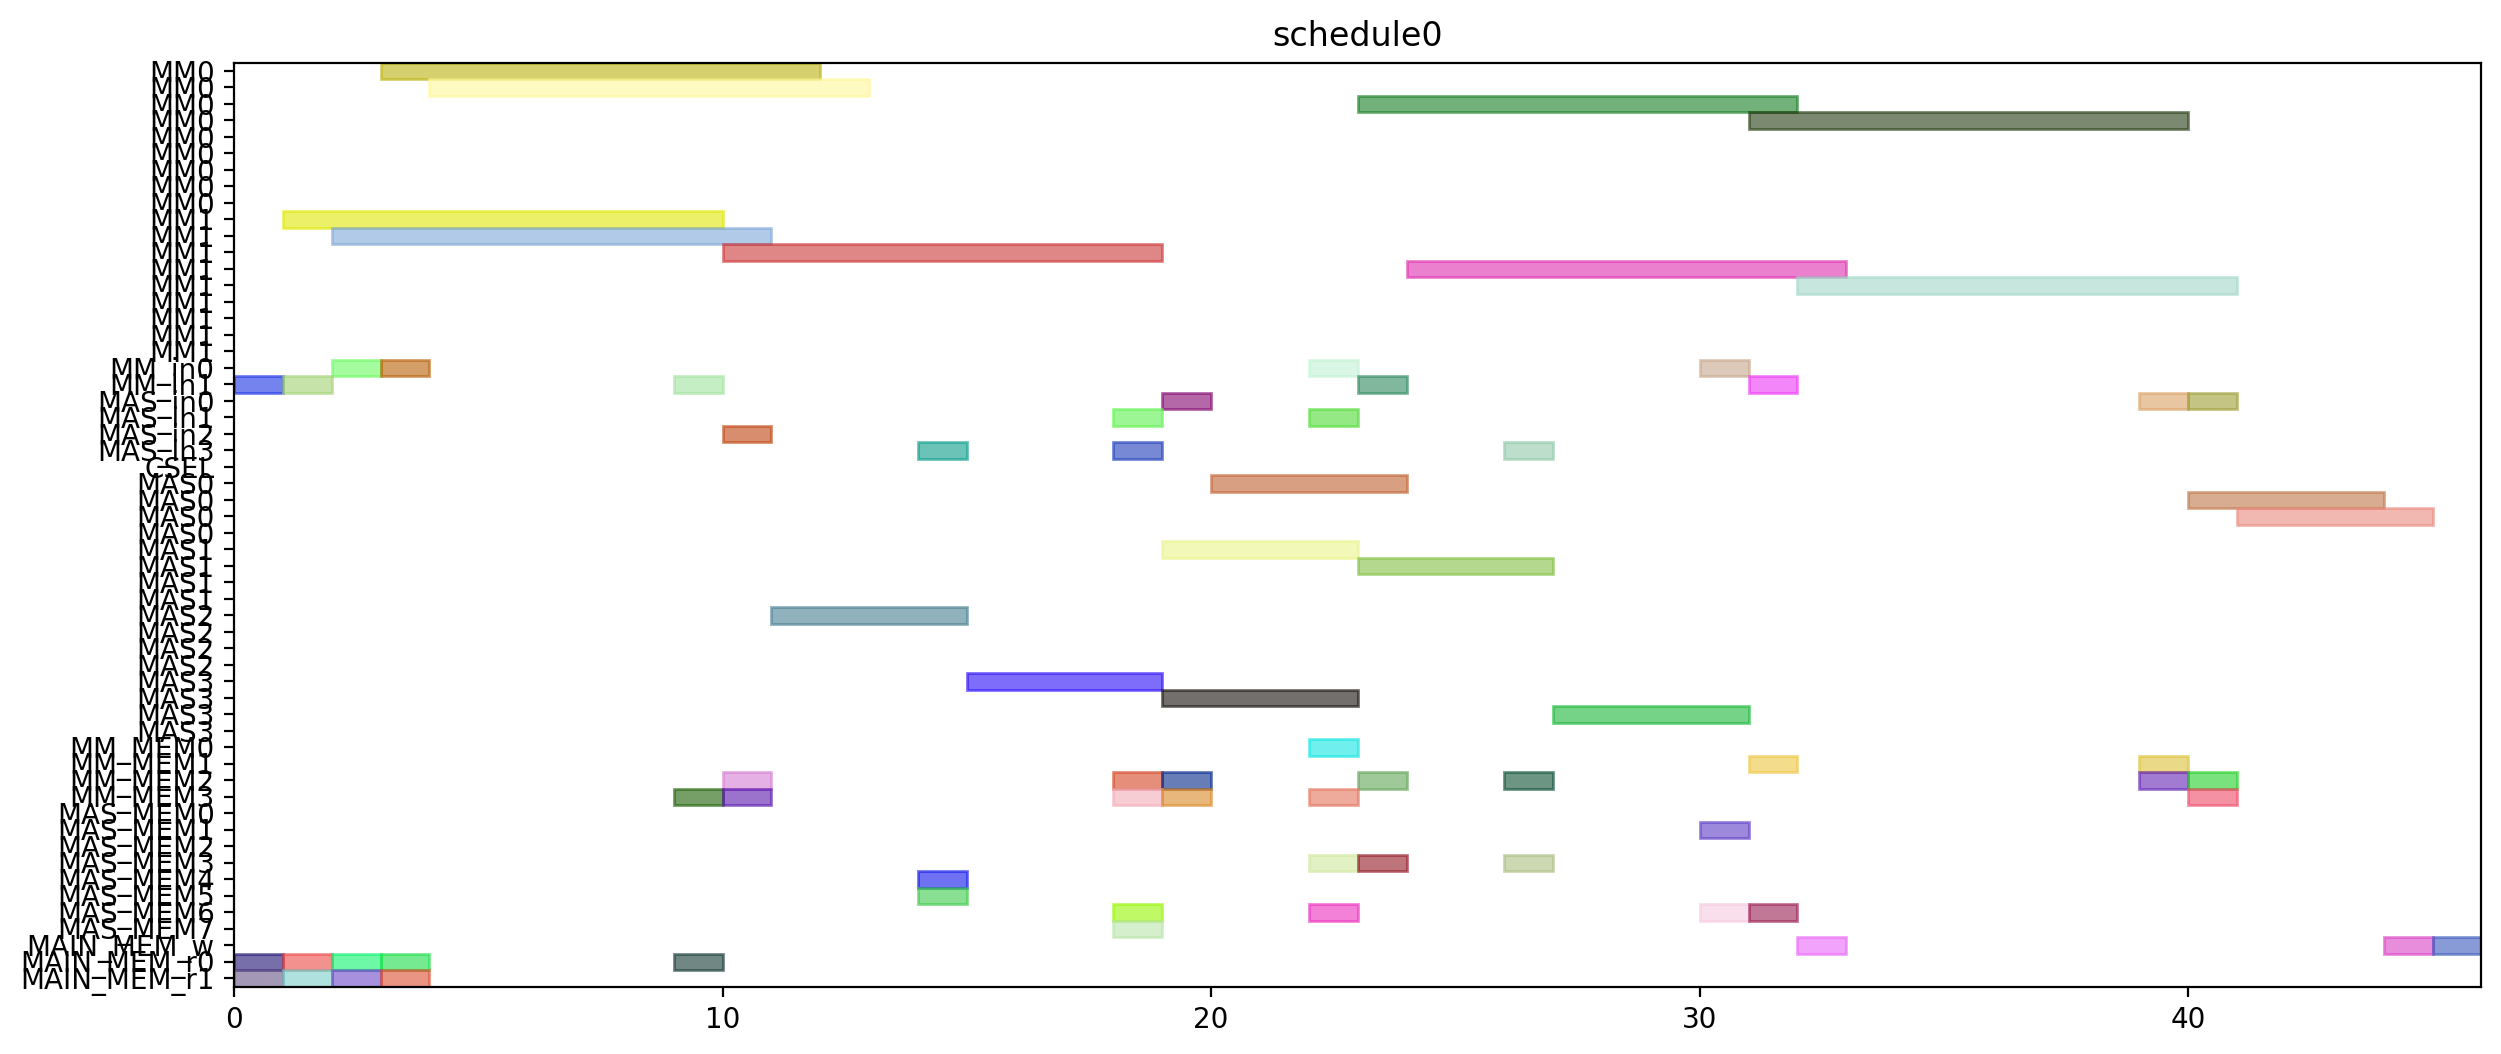 schedule0
MM0
MM0
MM0
MM0
MM0
MM0
MM0
MM0
MM0
MM1
MM1
MM1
MM1
MM1
MM1
MM1
MM1
MM1
MM_in0
MM_in1
MAS_in0
MAS_in1
MAS_in2
MAS_in3
CSEL
MAS0
MAS0
MAS0
MAS0
MAS1
MAS1
MAS1
MAS1
MAS2
MAS2
MAS2
MAS2
MAS3
MAS3
MAS3
MAS3
MM_MEM0
MM_MEM1
MM_MEM2
MM_MEM3
MAS_MEM0
MAS_MEM1
MAS_MEM2
MAS_MEM3
MAS_MEM4
MAS_MEM5
MAS_MEM6
MAS_MEM7
MAIN_MEM_w
MAIN_MEM_r0
MAIN_MEM_r1
0 10 20 30 40